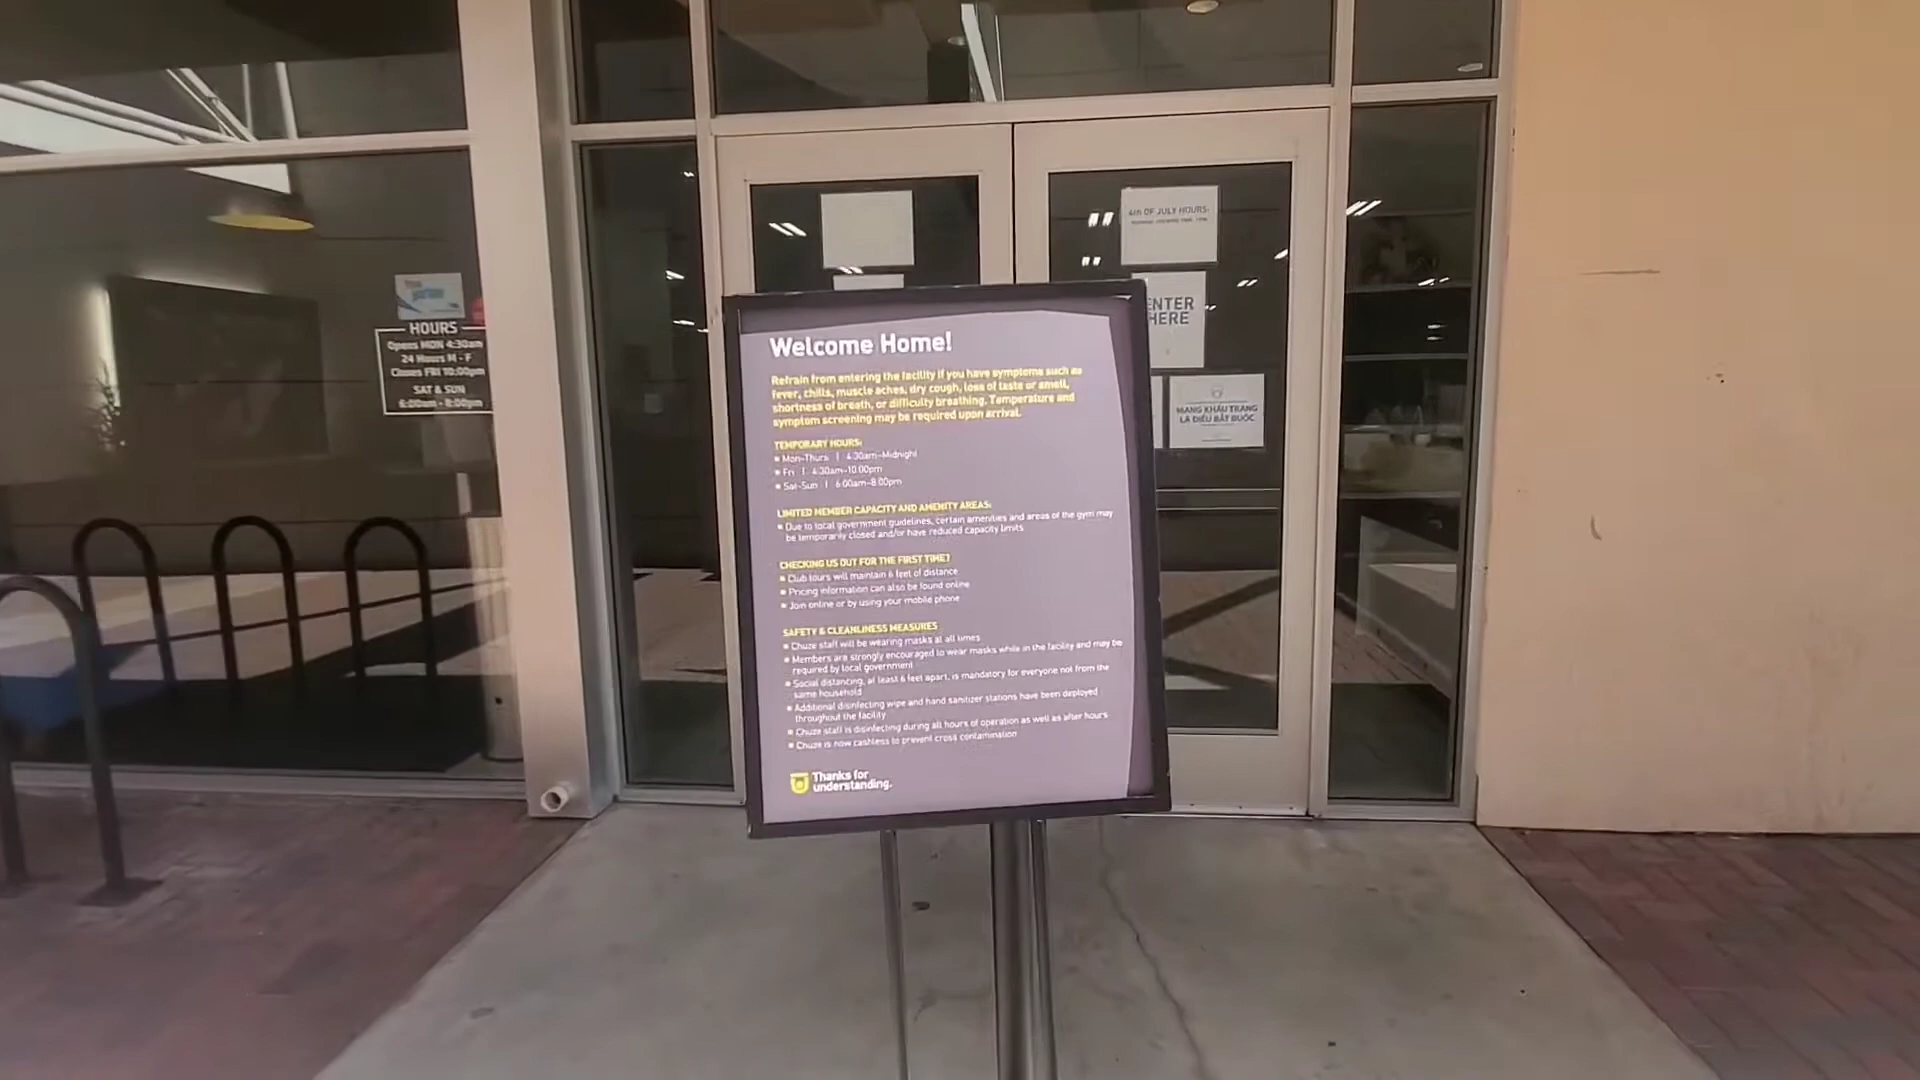 HOURS
Opens MON 4:30am
24 Hours M - F
Closes FRI 10:00pm
SAT & SUN
6:00am - 8:00pm
4th OF JULY HOURS:
ENTER
HERE
MANG KHẨU TRANG
LÀ ĐIỀU BẮT BUỘC
Welcome Home!
Refrain from entering the facility if you have symptoms such as
fever, chills, muscle aches, dry cough, loss of taste or smell,
shortness of breath, or difficulty breathing. Temperature and
symptom screening may be required upon arrival.
TEMPORARY HOURS:
• Mon-Thurs | 4:30am-Midnight
• Fri | 4:30am-10:00pm
• Sat-Sun | 6:00am-8:00pm
LIMITED MEMBER CAPACITY AND AMENITY AREAS:
• Due to local government guidelines, certain amenities and areas of the gym may
be temporarily closed and/or have reduced capacity limits
CHECKING US OUT FOR THE FIRST TIME?
• Club tours will maintain 6 feet of distance
• Pricing information can also be found online
• Join online or by using your mobile phone
SAFETY & CLEANLINESS MEASURES
• Chuze staff will be wearing masks at all times
• Members are strongly encouraged to wear masks while in the facility and may be
required by local government
• Social distancing, at least 6 feet apart, is mandatory for everyone not from the
same household
• Additional disinfecting wipe and hand sanitizer stations have been deployed
throughout the facility
• Chuze staff is disinfecting during all hours of operation as well as after hours
• Chuze is now cashless to prevent cross contamination
Thanks for
understanding.